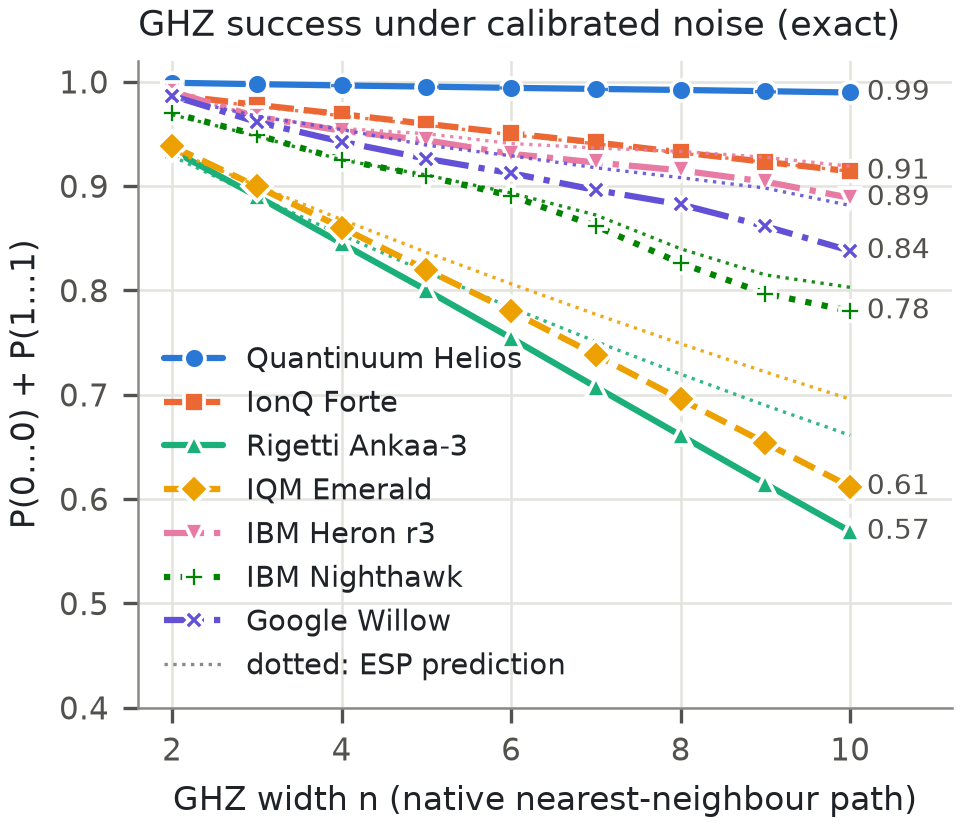 GHZ success under calibrated noise (exact)
P(0…0) + P(1…1)
1.0
0.9
0.8
0.7
0.6
0.5
0.4
0.99
0.91
0.89
0.84
0.78
0.61
0.57
Quantinuum Helios
IonQ Forte
Rigetti Ankaa-3
IQM Emerald
IBM Heron r3
IBM Nighthawk
Google Willow
dotted: ESP prediction
2 4 6 8 10
GHZ width n (native nearest-neighbour path)